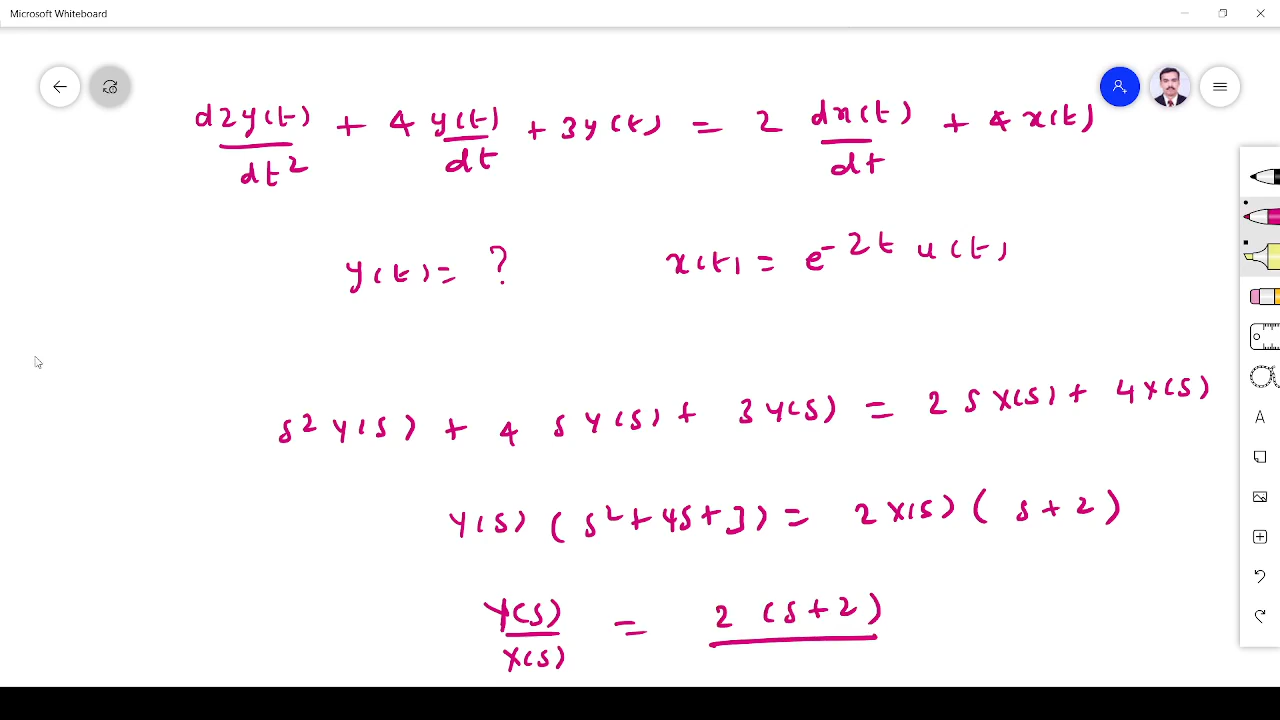 Microsoft Whiteboard
d2y(t)/dt2 + 4 y(t)/dt + 3y(t) = 2 dx(t)/dt + 4 x(t)
y(t) = ? x(t) = e-2t u(t)
s2 Y(s) + 4 s Y(s) + 3 Y(s) = 2 s X(s) + 4 X(s)
Y(s) (s2 + 4s + 3) = 2 X(s) (s + 2)
Y(s)/X(s) = 2 (s + 2)
A